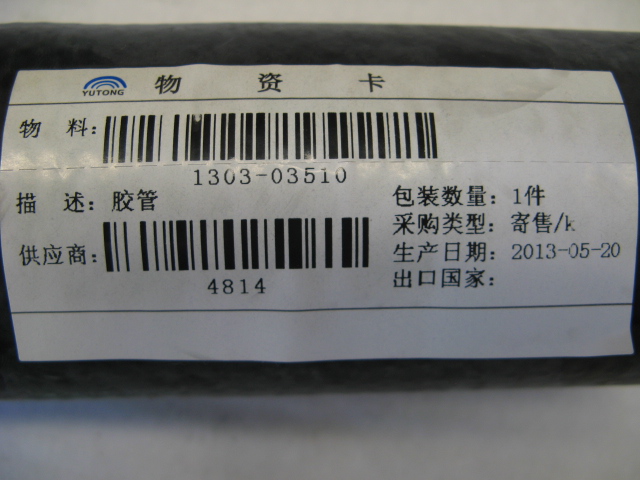 YUTONG 物 资 卡
物 料：
1303-03510
描 述：胶管
供应商：
4814
包装数量：1件
采购类型：寄售/k
生产日期：2013-05-20
出口国家：